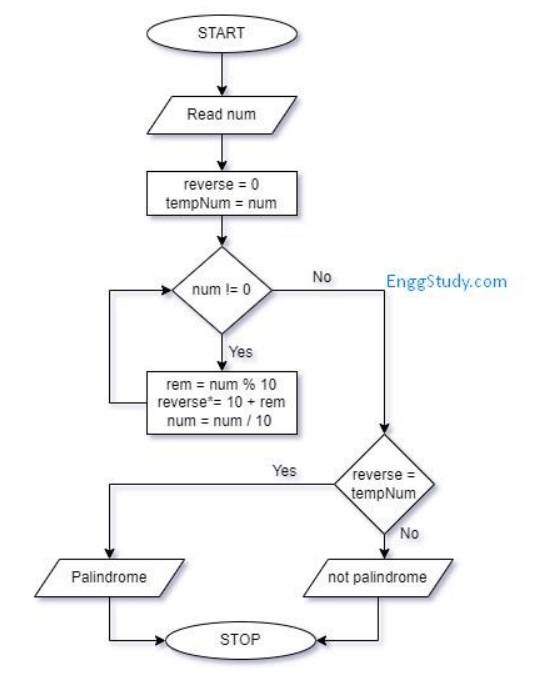 START
Read num
reverse = 0
tempNum = num
num != 0
No
EnggStudy.com
Yes
rem = num % 10
reverse*= 10 + rem
num = num / 10
Yes
reverse =
tempNum
No
Palindrome
not palindrome
STOP